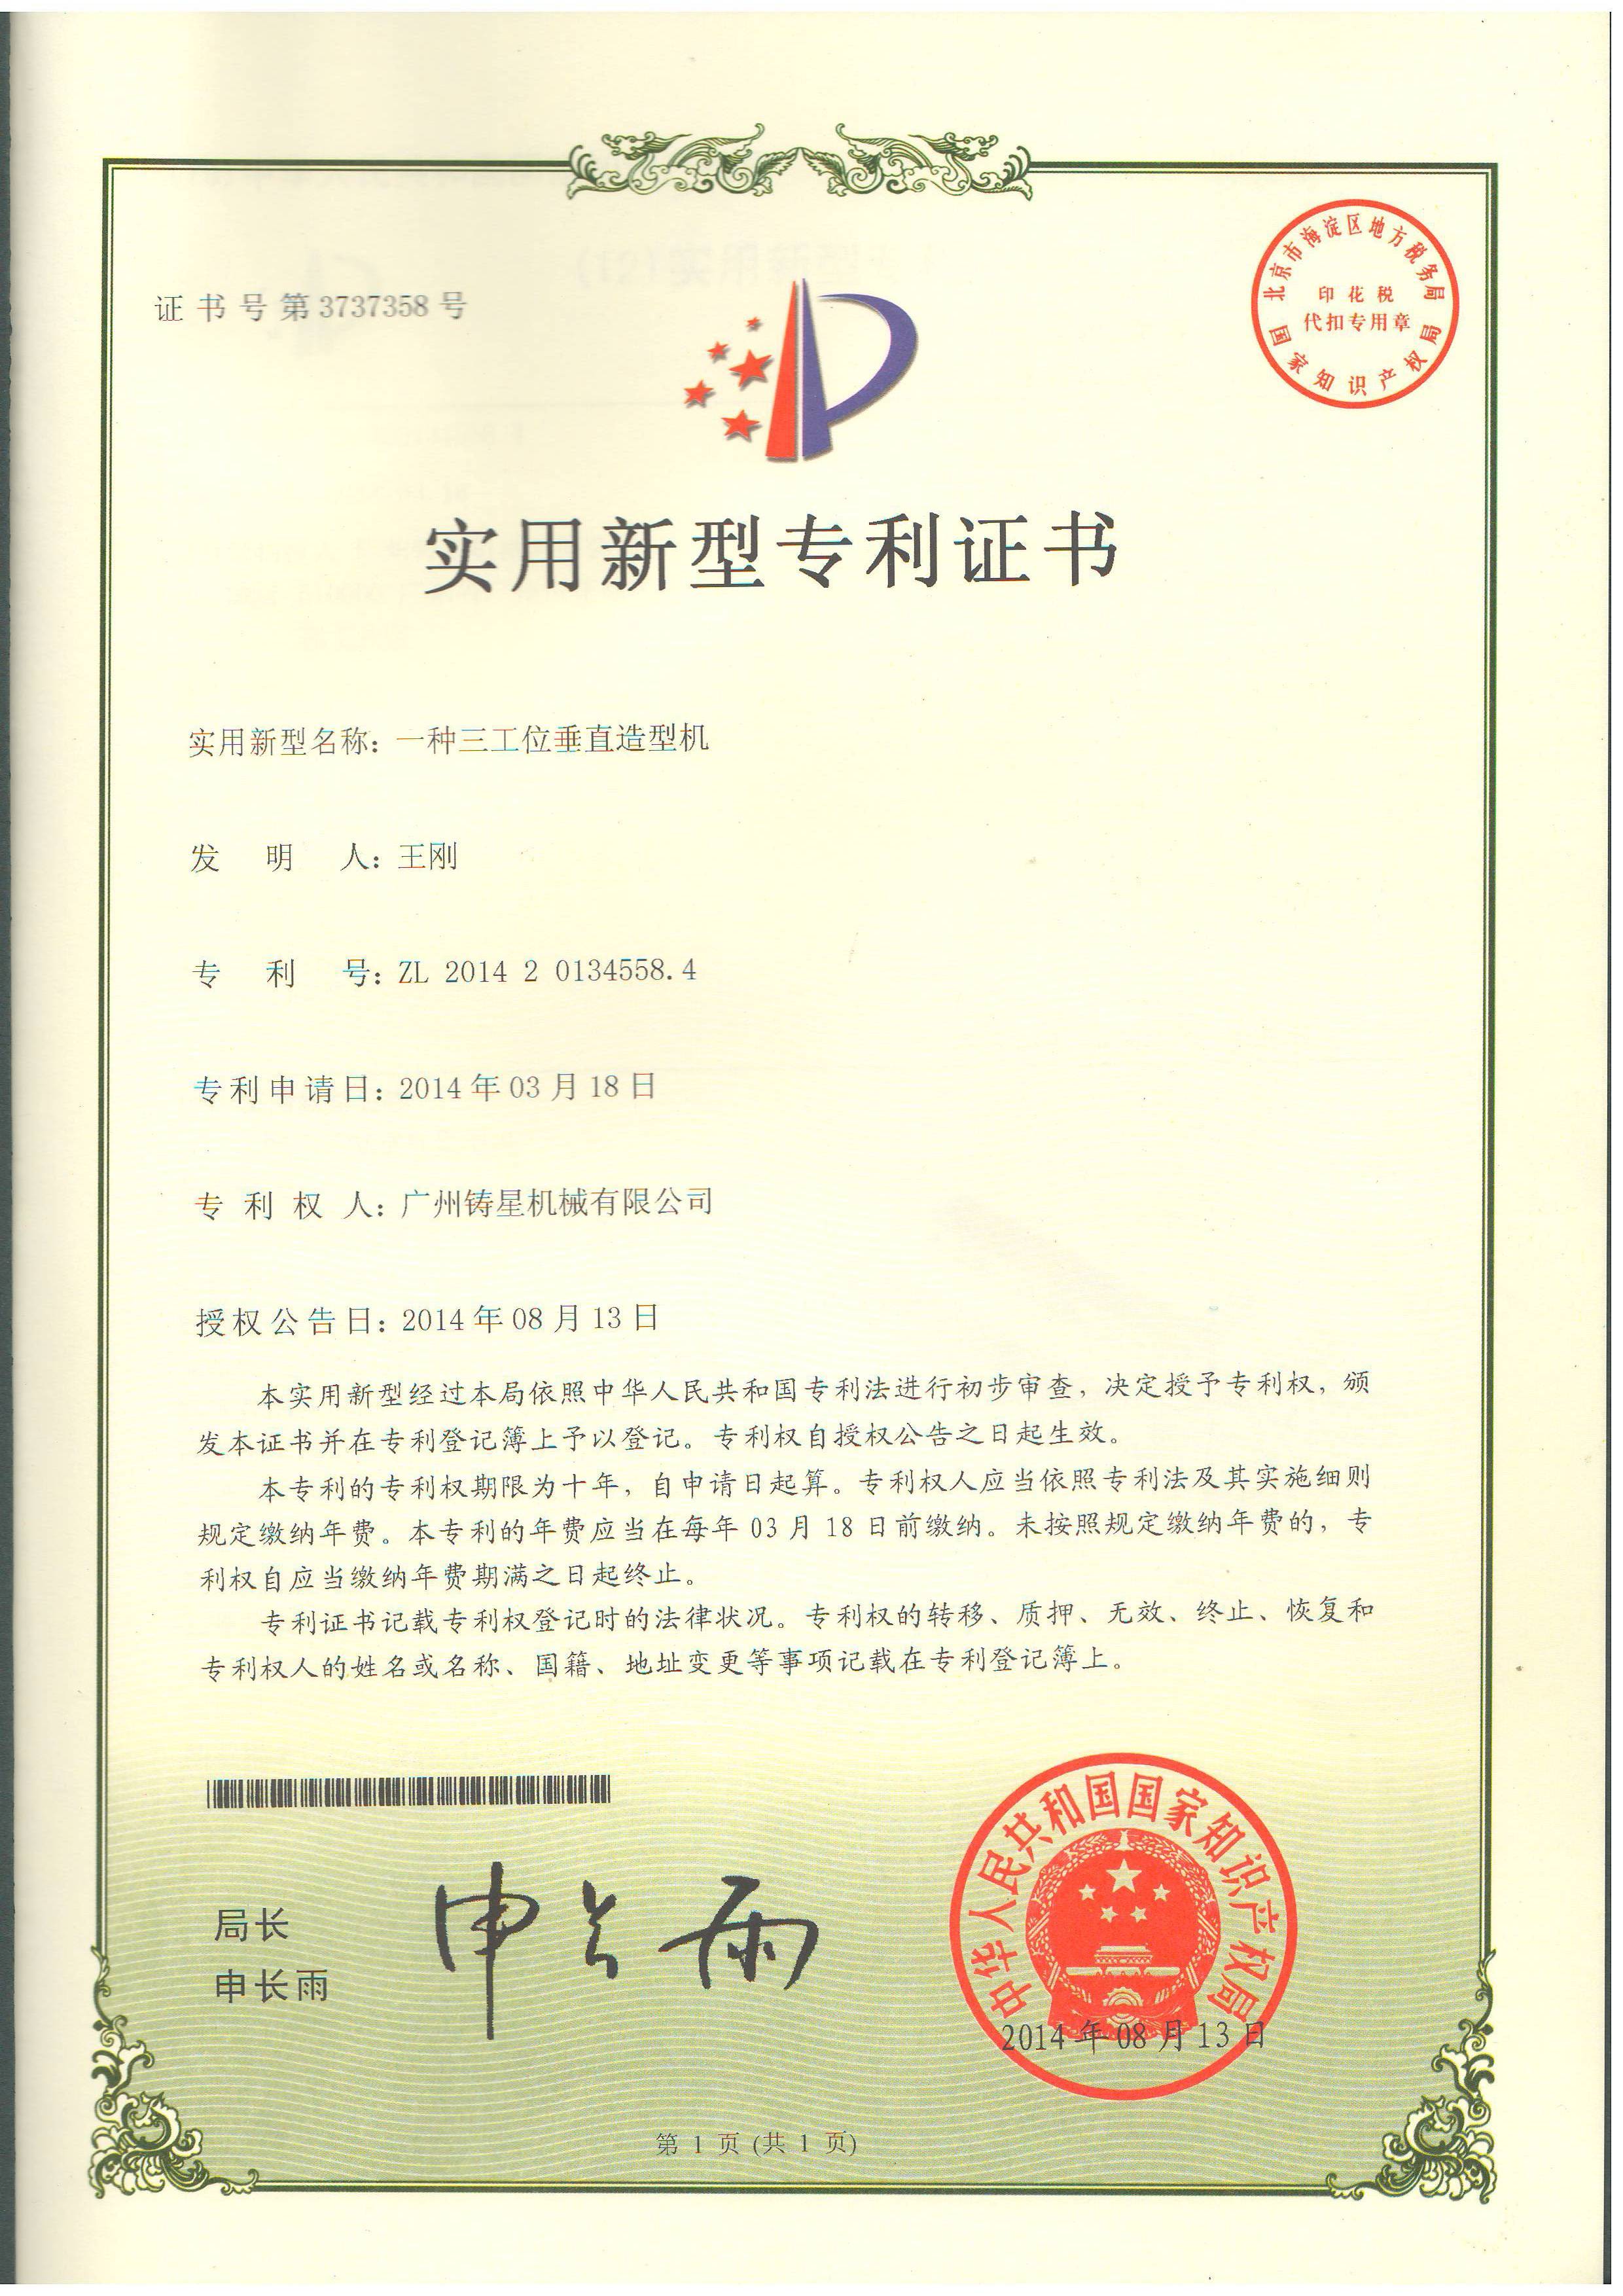 证书号第3737358号
北京市海淀区地方税务局
印花税
代扣专用章
国家知识产权局
实用新型专利证书
实用新型名称：一种三工位垂直造型机
发明人：王刚
专利号：ZL 2014 2 0134558.4
专利申请日：2014年03月18日
专利权人：广州铸星机械有限公司
授权公告日：2014年08月13日
本实用新型经过本局依照中华人民共和国专利法进行初步审查，决定授予专利权，颁
发本证书并在专利登记簿上予以登记。专利权自授权公告之日起生效。
本专利的专利权期限为十年，自申请日起算。专利权人应当依照专利法及其实施细则
规定缴纳年费。本专利的年费应当在每年03月18日前缴纳。未按照规定缴纳年费的，专
利权自应当缴纳年费期满之日起终止。
专利证书记载专利权登记时的法律状况。专利权的转移、质押、无效、终止、恢复和
专利权人的姓名或名称、国籍、地址变更等事项记载在专利登记簿上。
局长
申长雨
申长雨
中华人民共和国国家知识产权局
2014年08月13日
第 1 页 (共 1 页)